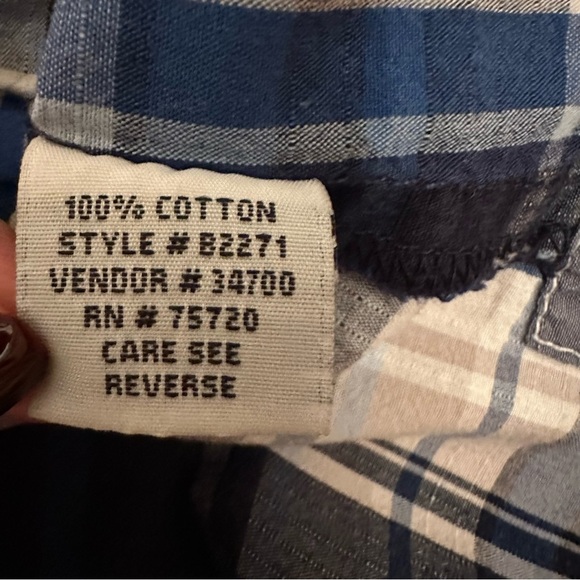 100% COTTON
STYLE # B2271
VENDOR # 34700
RN # 75720
CARE SEE
REVERSE